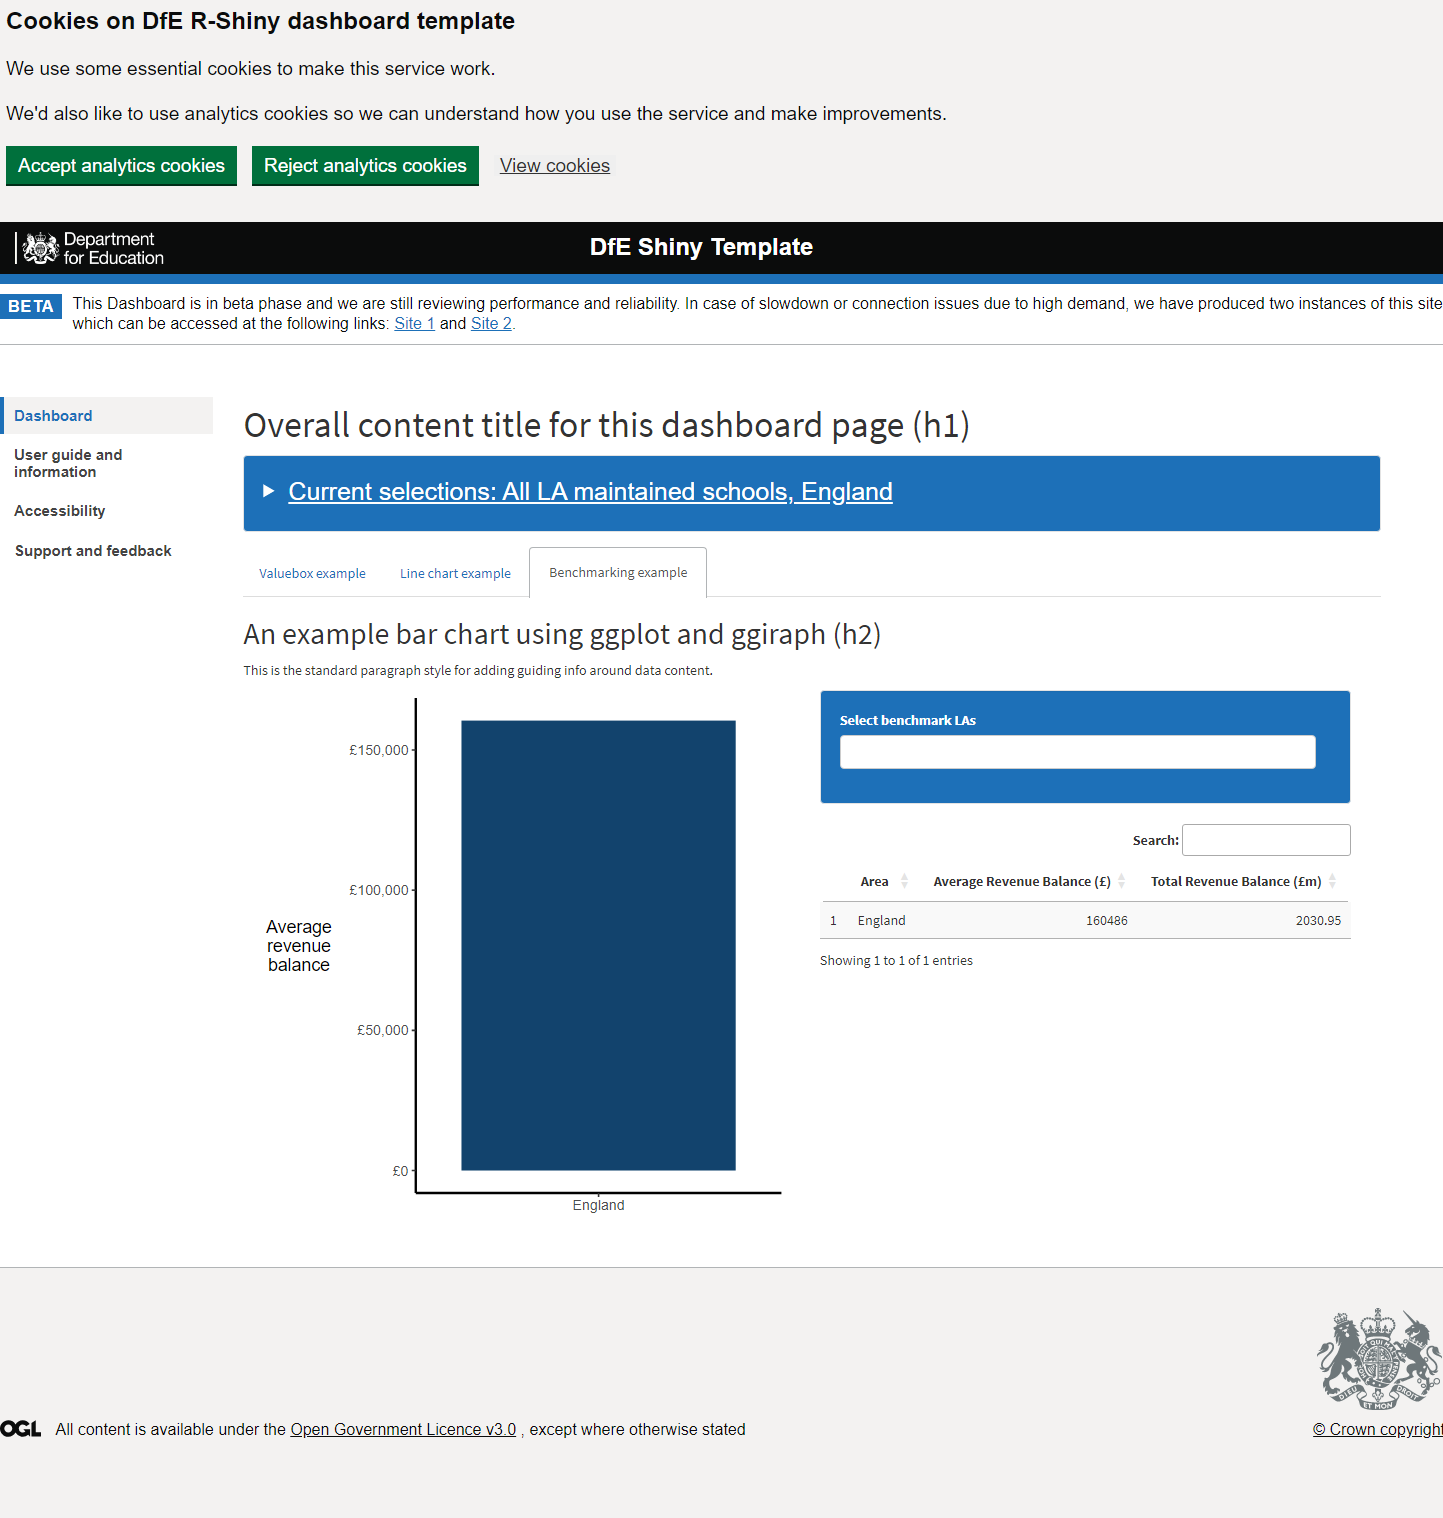 Cookies on DfE R-Shiny dashboard template
We use some essential cookies to make this service work.
We'd also like to use analytics cookies so we can understand how you use the service and make improvements.
Accept analytics cookies Reject analytics cookies View cookies
Department
for Education
DfE Shiny Template
BETA This Dashboard is in beta phase and we are still reviewing performance and reliability. In case of slowdown or connection issues due to high demand, we have produced two instances of this site
which can be accessed at the following links: Site 1 and Site 2.
Dashboard
User guide and
information
Accessibility
Support and feedback
Overall content title for this dashboard page (h1)
Current selections: All LA maintained schools, England
Valuebox example Line chart example Benchmarking example
An example bar chart using ggplot and ggiraph (h2)
This is the standard paragraph style for adding guiding info around data content.
£150,000
£100,000
Average
revenue
balance
£50,000
£0
England
Select benchmark LAs
Search:
Area Average Revenue Balance (£) Total Revenue Balance (£m)
1 England 160486 2030.95
Showing 1 to 1 of 1 entries
OGL All content is available under the Open Government Licence v3.0 , except where otherwise stated
DIEU ET MON DROIT
© Crown copyright